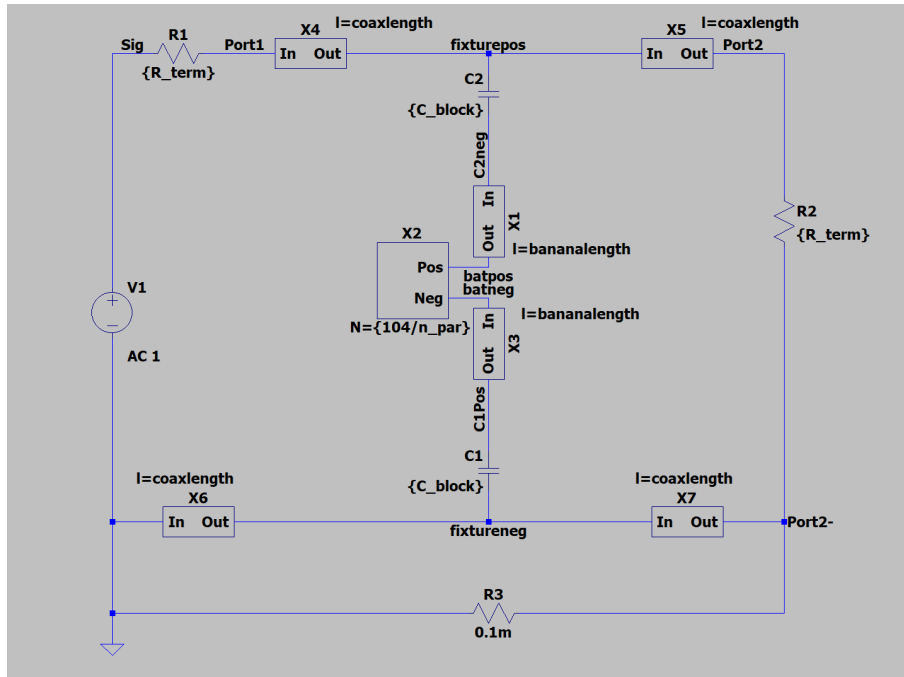 l=coaxlength
X4
In Out
Sig
R1
{R_term}
Port1
fixturepos
l=coaxlength
X5
In Out
Port2
C2
{C_block}
C2neg
In
Out
X1
l=bananalength
R2
{R_term}
X2
Pos
Neg
N={104/n_par}
batpos
batneg
V1
AC 1
l=bananalength
In
Out
X3
C1Pos
C1
{C_block}
l=coaxlength
X6
In Out
fixtureneg
l=coaxlength
X7
In Out
Port2-
R3
0.1m